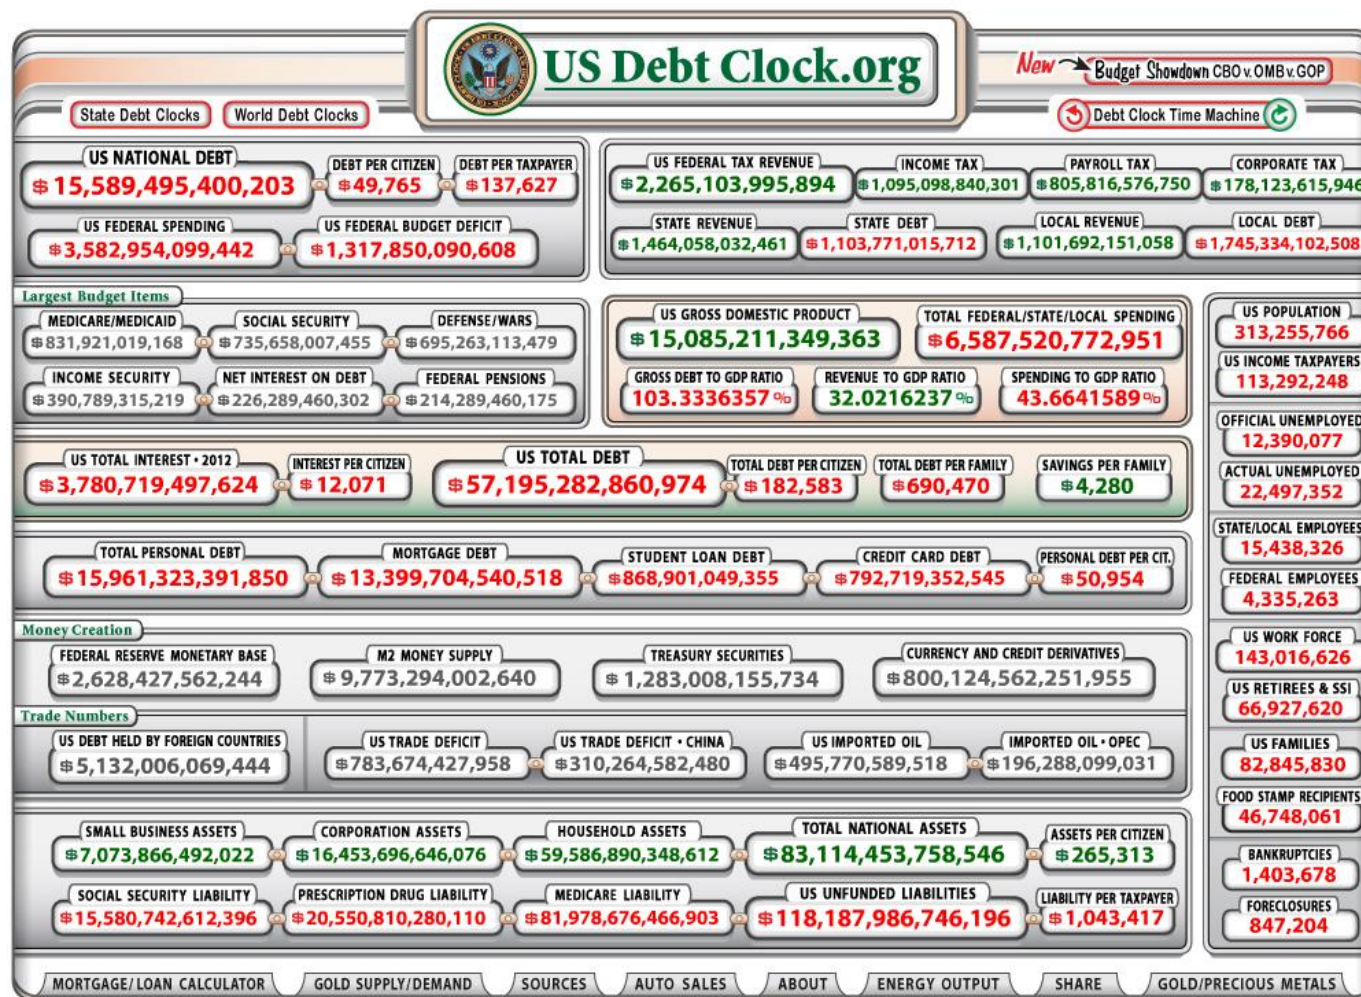 US Debt Clock.org
New Budget Showdown CBO v. OMB v. GOP
State Debt Clocks World Debt Clocks
Debt Clock Time Machine
US NATIONAL DEBT DEBT PER CITIZEN DEBT PER TAXPAYER
$ 15,589,495,400,203 $ 49,765 $ 137,627
US FEDERAL SPENDING US FEDERAL BUDGET DEFICIT
$ 3,582,954,099,442 $ 1,317,850,090,608
US FEDERAL TAX REVENUE INCOME TAX PAYROLL TAX CORPORATE TAX
$ 2,265,103,995,894 $ 1,095,098,840,301 $ 805,816,576,750 $ 178,123,615,946
STATE REVENUE STATE DEBT LOCAL REVENUE LOCAL DEBT
$ 1,464,058,032,461 $ 1,103,771,015,712 $ 1,101,692,151,058 $ 1,745,334,102,508
Largest Budget Items
MEDICARE/MEDICAID SOCIAL SECURITY DEFENSE/WARS
$ 831,921,019,168 $ 735,658,007,455 $ 695,263,113,479
INCOME SECURITY NET INTEREST ON DEBT FEDERAL PENSIONS
$ 390,789,315,219 $ 226,289,460,302 $ 214,289,460,175
US GROSS DOMESTIC PRODUCT TOTAL FEDERAL/STATE/LOCAL SPENDING
$ 15,085,211,349,363 $ 6,587,520,772,951
GROSS DEBT TO GDP RATIO REVENUE TO GDP RATIO SPENDING TO GDP RATIO
103.3336357% 32.0216237% 43.6641589%
US TOTAL INTEREST • 2012 INTEREST PER CITIZEN US TOTAL DEBT TOTAL DEBT PER CITIZEN TOTAL DEBT PER FAMILY SAVINGS PER FAMILY
$ 3,780,719,497,624 $ 12,071 $ 57,195,282,860,974 $ 182,583 $ 690,470 $ 4,280
TOTAL PERSONAL DEBT MORTGAGE DEBT STUDENT LOAN DEBT CREDIT CARD DEBT PERSONAL DEBT PER CIT.
$ 15,961,323,391,850 $ 13,399,704,540,518 $ 868,901,049,355 $ 792,719,352,545 $ 50,954
Money Creation
FEDERAL RESERVE MONETARY BASE M2 MONEY SUPPLY TREASURY SECURITIES CURRENCY AND CREDIT DERIVATIVES
$ 2,628,427,562,244 $ 9,773,294,002,640 $ 1,283,008,155,734 $ 800,124,562,251,955
Trade Numbers
US DEBT HELD BY FOREIGN COUNTRIES US TRADE DEFICIT US TRADE DEFICIT • CHINA US IMPORTED OIL IMPORTED OIL • OPEC
$ 5,132,006,069,444 $ 783,674,427,958 $ 310,264,582,480 $ 495,770,589,518 $ 196,288,099,031
SMALL BUSINESS ASSETS CORPORATION ASSETS HOUSEHOLD ASSETS TOTAL NATIONAL ASSETS ASSETS PER CITIZEN
$ 7,073,866,492,022 $ 16,453,696,646,076 $ 59,586,890,348,612 $ 83,114,453,758,546 $ 265,313
SOCIAL SECURITY LIABILITY PRESCRIPTION DRUG LIABILITY MEDICARE LIABILITY US UNFUNDED LIABILITIES LIABILITY PER TAXPAYER
$ 15,580,742,612,396 $ 20,550,810,280,110 $ 81,978,676,466,903 $ 118,187,986,746,196 $ 1,043,417
US POPULATION
313,255,766
US INCOME TAXPAYERS
113,292,248
OFFICIAL UNEMPLOYED
12,390,077
ACTUAL UNEMPLOYED
22,497,352
STATE/LOCAL EMPLOYEES
15,438,326
FEDERAL EMPLOYEES
4,335,263
US WORK FORCE
143,016,626
US RETIREES & SSI
66,927,620
US FAMILIES
82,845,830
FOOD STAMP RECIPIENTS
46,748,061
BANKRUPTCIES
1,403,678
FORECLOSURES
847,204
MORTGAGE/LOAN CALCULATOR GOLD SUPPLY/DEMAND SOURCES AUTO SALES ABOUT ENERGY OUTPUT SHARE GOLD/PRECIOUS METALS